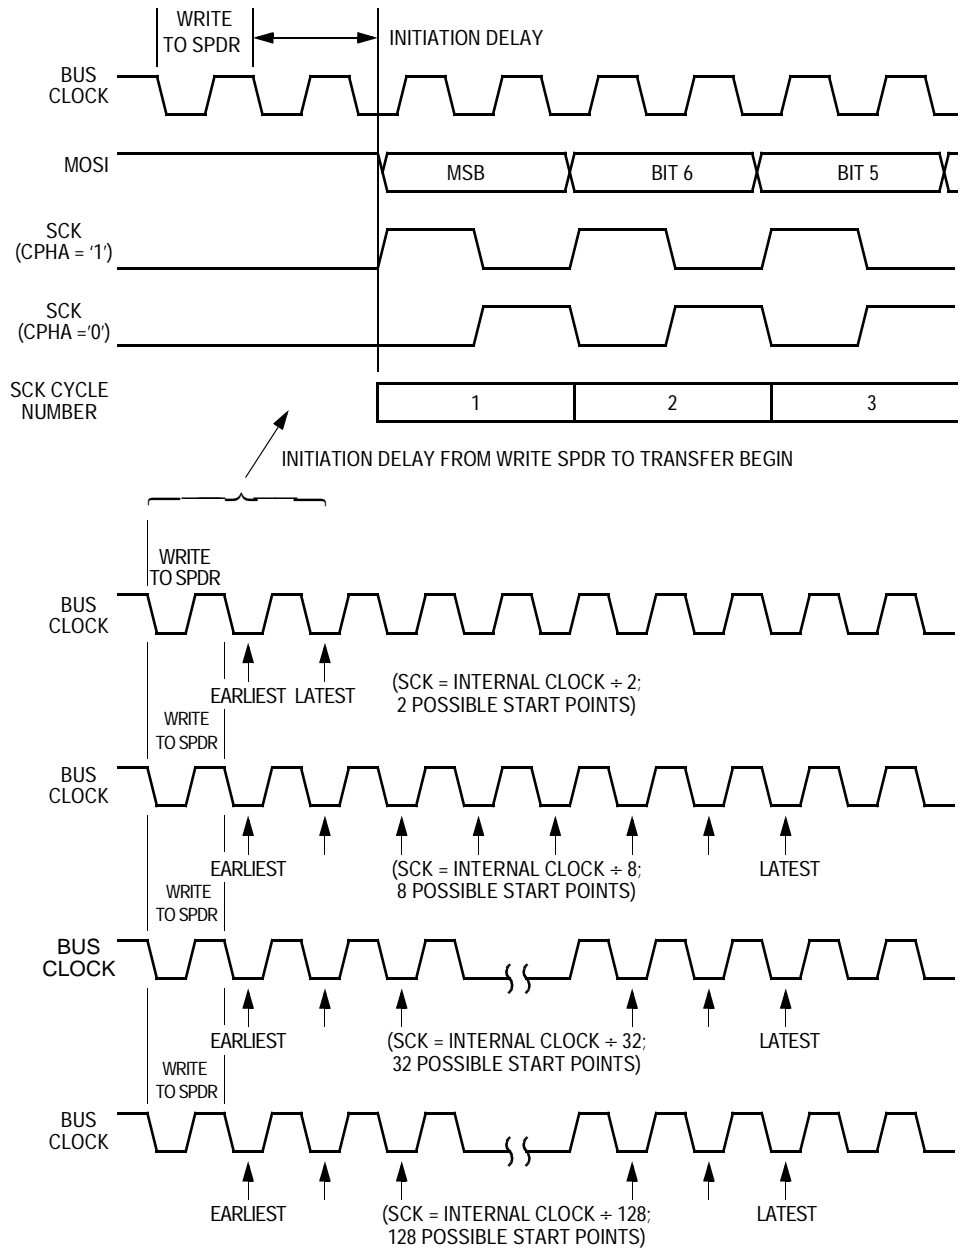 WRITE
TO SPDR
INITIATION DELAY
BUS
CLOCK
MOSI
MSB
BIT 6
BIT 5
SCK
(CPHA = '1')
SCK
(CPHA ='0')
SCK CYCLE
NUMBER
1
2
3
INITIATION DELAY FROM WRITE SPDR TO TRANSFER BEGIN
WRITE
TO SPDR
BUS
CLOCK
EARLIEST
LATEST
(SCK = INTERNAL CLOCK ÷ 2;
2 POSSIBLE START POINTS)
WRITE
TO SPDR
BUS
CLOCK
EARLIEST
(SCK = INTERNAL CLOCK ÷ 8;
8 POSSIBLE START POINTS)
LATEST
WRITE
TO SPDR
BUS
CLOCK
EARLIEST
(SCK = INTERNAL CLOCK ÷ 32;
32 POSSIBLE START POINTS)
LATEST
WRITE
TO SPDR
BUS
CLOCK
EARLIEST
(SCK = INTERNAL CLOCK ÷ 128;
128 POSSIBLE START POINTS)
LATEST